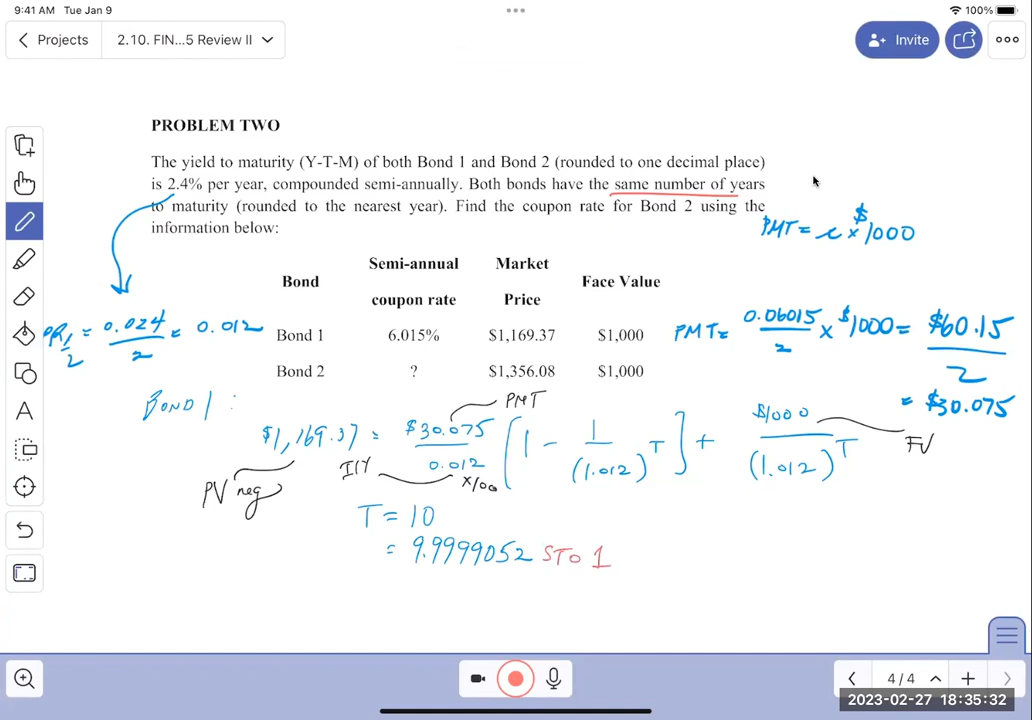 9:41 AM Tue Jan 9
100%
Projects
2.10. FIN...5 Review II
Invite
PROBLEM TWO
The yield to maturity (Y-T-M) of both Bond 1 and Bond 2 (rounded to one decimal place)
is 2.4% per year, compounded semi-annually. Both bonds have the same number of years
to maturity (rounded to the nearest year). Find the coupon rate for Bond 2 using the
information below:
PMT = r × $1000
Bond Semi-annual coupon rate Market Price Face Value
Bond 1 6.015% $1,169.37 $1,000
Bond 2 ? $1,356.08 $1,000
= 0.024 / 2 = 0.012
PMT = 0.06015 / 2 × $1000 = $60.15 / 2
= $30.075
BOND 1 :
PMT
$1,169.37 = $30.075 / 0.012 [ 1 - 1 / (1.012)^T ] + $1000 / (1.012)^T
PV neg
I/Y
×100
FV
T = 10
= 9.9999052 STO 1
A
4 / 4
2023-02-27 18:35:32